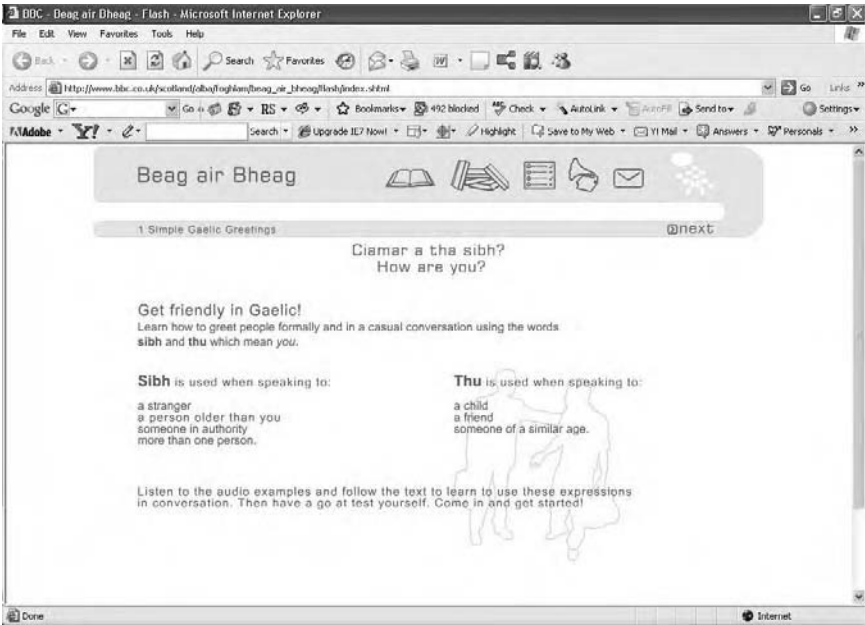 BBC - Beag air Bheag - Flash - Microsoft Internet Explorer
File Edit View Favorites Tools Help
Back Search Favorites
Address http://www.bbc.co.uk/scotland/alba/foghlam/beag_air_bheag/flash/index.shtml Go Links »
Google G Go RS Bookmarks 492 blocked Check AutoLink AutoFill Send to Settings
Adobe Y! Search Upgrade IE7 Now! Highlight Save to My Web Y! Mail Answers Personals »
Beag air Bheag
1 Simple Gaelic Greetings next
Ciamar a tha sibh?
How are you?
Get friendly in Gaelic!
Learn how to greet people formally and in a casual conversation using the words
sibh and thu which mean you.
Sibh is used when speaking to:
a stranger
a person older than you
someone in authority
more than one person.
Thu is used when speaking to:
a child
a friend
someone of a similar age.
Listen to the audio examples and follow the text to learn to use these expressions
in conversation. Then have a go at test yourself. Come in and get started!
Done Internet